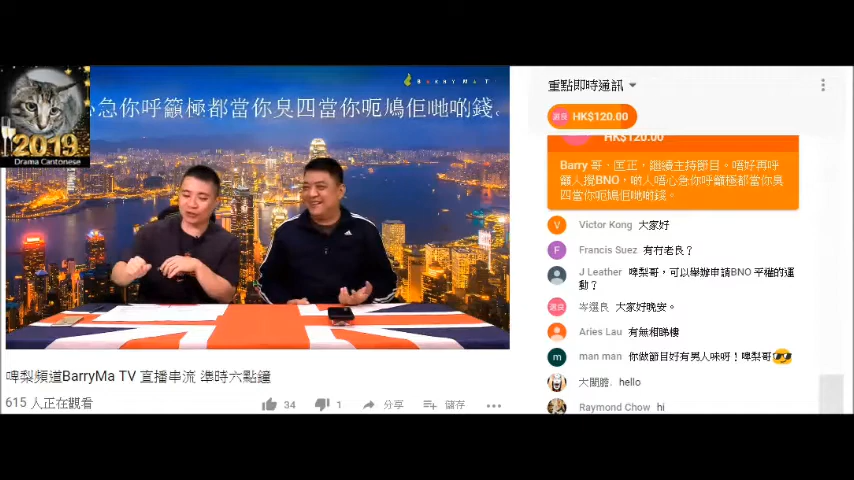 BARRYMA T
心急你呼籲極都當你臭四當你呃鳩佢哋啲錢。
2019
Drama Cantonese
啤梨頻道BarryMa TV 直播串流 準時六點鐘
615 人正在觀看
34
1
分享
儲存
重點即時通訊
選良 HK$120.00
HK$120.00
Barry 哥，匡正，繼續主持節目。唔好再呼
籲人攪BNO，啲人唔心急你呼籲極都當你臭
四當你呃鳩佢哋啲錢。
V Victor Kong 大家好
F Francis Suez 有冇老良？
J Leather 啤梨哥，可以舉辦申請BNO 平權的運
動？
選良 岑選良 大家好晚安。
Aries Lau 有無相睇樓
m man man 你做節目好有男人味呀！啤梨哥
hello
Raymond Chow hi